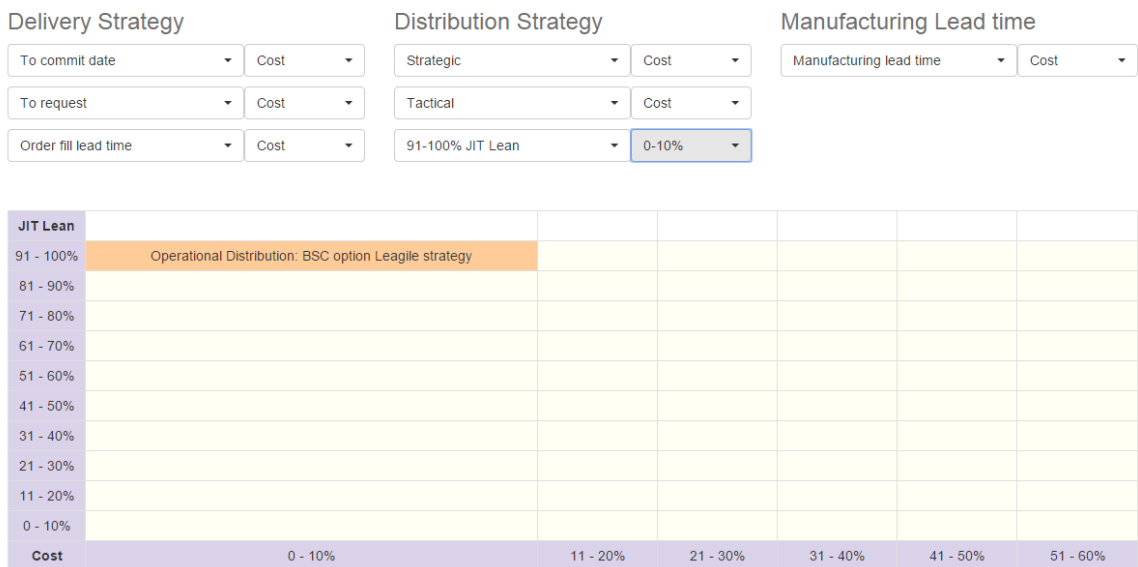 Delivery Strategy Distribution Strategy Manufacturing Lead time
To commit date Cost Strategic Cost Manufacturing lead time Cost
To request Cost Tactical Cost
Order fill lead time Cost 91-100% JIT Lean 0-10%
JIT Lean
91 - 100% Operational Distribution: BSC option Leagile strategy
81 - 90%
71 - 80%
61 - 70%
51 - 60%
41 - 50%
31 - 40%
21 - 30%
11 - 20%
0 - 10%
Cost 0 - 10% 11 - 20% 21 - 30% 31 - 40% 41 - 50% 51 - 60%